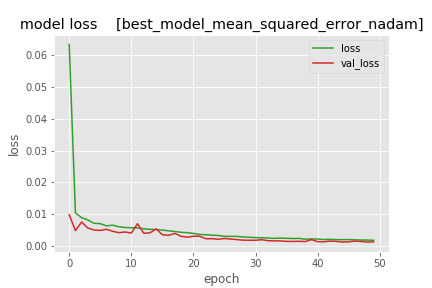 model loss    [best_model_mean_squared_error_nadam]
loss
val_loss
0.06
0.05
0.04
0.03
0.02
0.01
0.00
loss
0 10 20 30 40 50
epoch